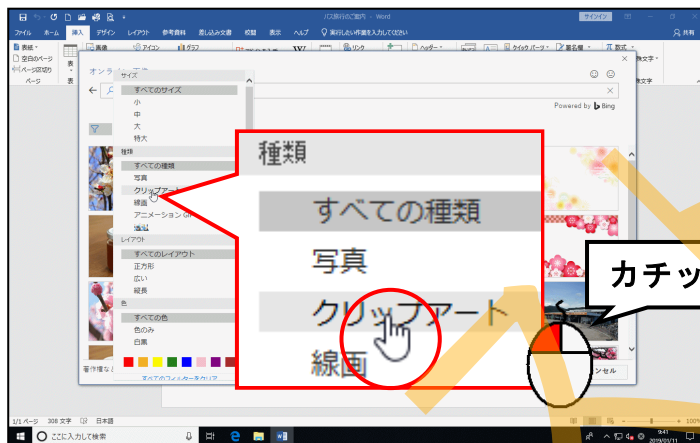 バス旅行のご案内 - Word
サインイン
ファイル ホーム 挿入 デザイン レイアウト 参考資料 差し込み文書 校閲 表示 ヘルプ 実行したい作業を入力してください
共有
表紙
空白のページ
ページ区切り
ページ
表
画像
アイコン
グラフ
リンク
ヘッダー
クイック パーツ
署名欄
数式
サイズ
すべてのサイズ
小
中
大
特大
種類
すべての種類
写真
クリップアート
線画
アニメーション GIF
透過
レイアウト
すべてのレイアウト
正方形
広い
縦長
色
すべての色
色のみ
白黒
すべてのフィルターをクリア
Powered by Bing
種類
すべての種類
写真
クリップアート
線画
カチッ
ンセル
1/1 ページ 308 文字 日本語
100%
ここに入力して検索
9:41
2019/01/11